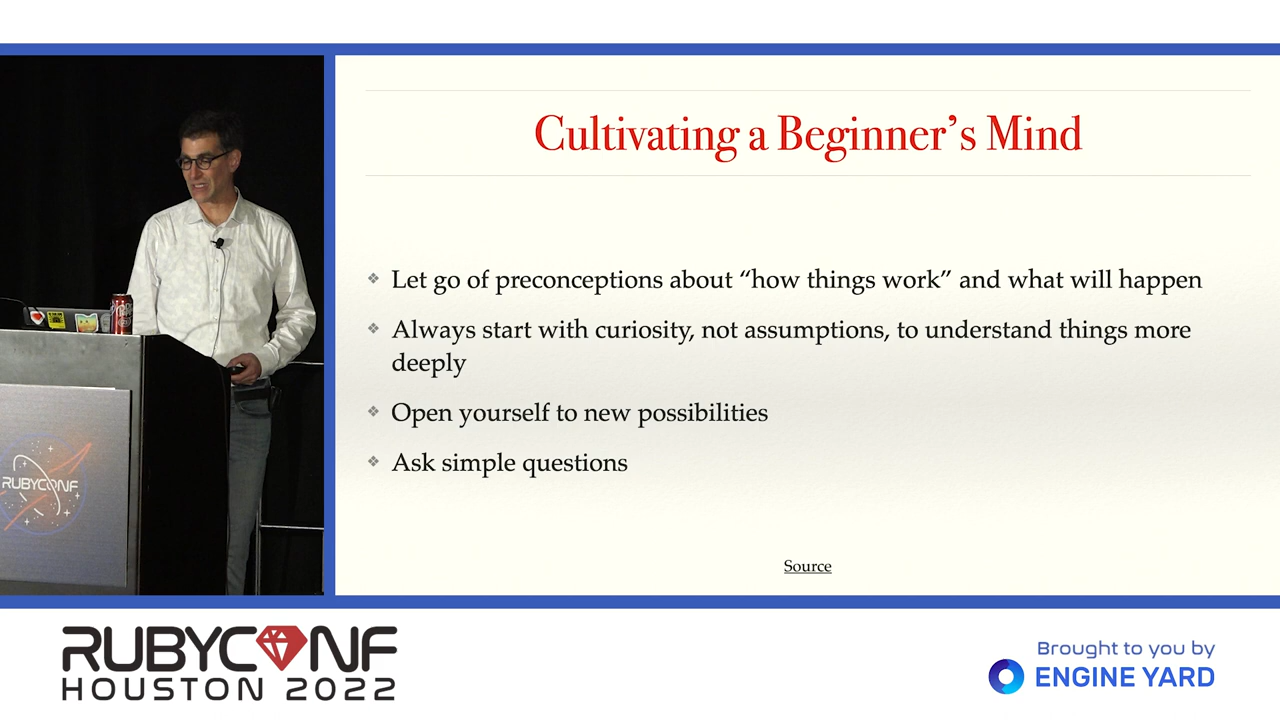 Cultivating a Beginner’s Mind
Let go of preconceptions about “how things work” and what will happen
Always start with curiosity, not assumptions, to understand things more
deeply
Open yourself to new possibilities
Ask simple questions
Source
RUBYCONF
RUBYCONF
HOUSTON 2022
Brought to you by
ENGINE YARD